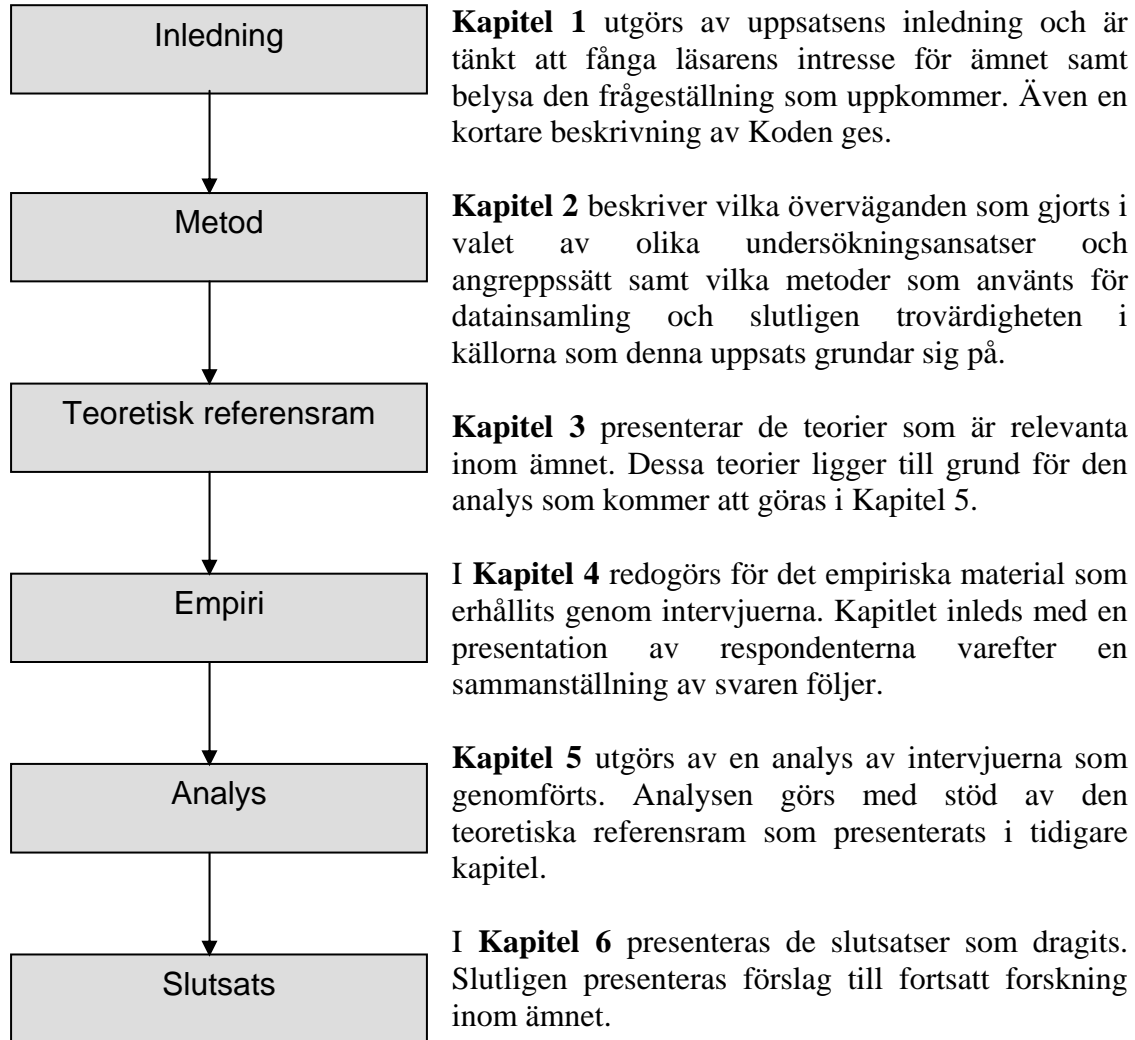 Inledning
Kapitel 1 utgörs av uppsatsens inledning och är
tänkt att fånga läsarens intresse för ämnet samt
belysa den frågeställning som uppkommer. Även en
kortare beskrivning av Koden ges.
Metod
Kapitel 2 beskriver vilka överväganden som gjorts i
valet av olika undersökningsansatser och
angreppssätt samt vilka metoder som använts för
datainsamling och slutligen trovärdigheten i
källorna som denna uppsats grundar sig på.
Teoretisk referensram
Kapitel 3 presenterar de teorier som är relevanta
inom ämnet. Dessa teorier ligger till grund för den
analys som kommer att göras i Kapitel 5.
Empiri
I Kapitel 4 redogörs för det empiriska material som
erhållits genom intervjuerna. Kapitlet inleds med en
presentation av respondenterna varefter en
sammanställning av svaren följer.
Analys
Kapitel 5 utgörs av en analys av intervjuerna som
genomförts. Analysen görs med stöd av den
teoretiska referensram som presenterats i tidigare
kapitel.
Slutsats
I Kapitel 6 presenteras de slutsatser som dragits.
Slutligen presenteras förslag till fortsatt forskning
inom ämnet.